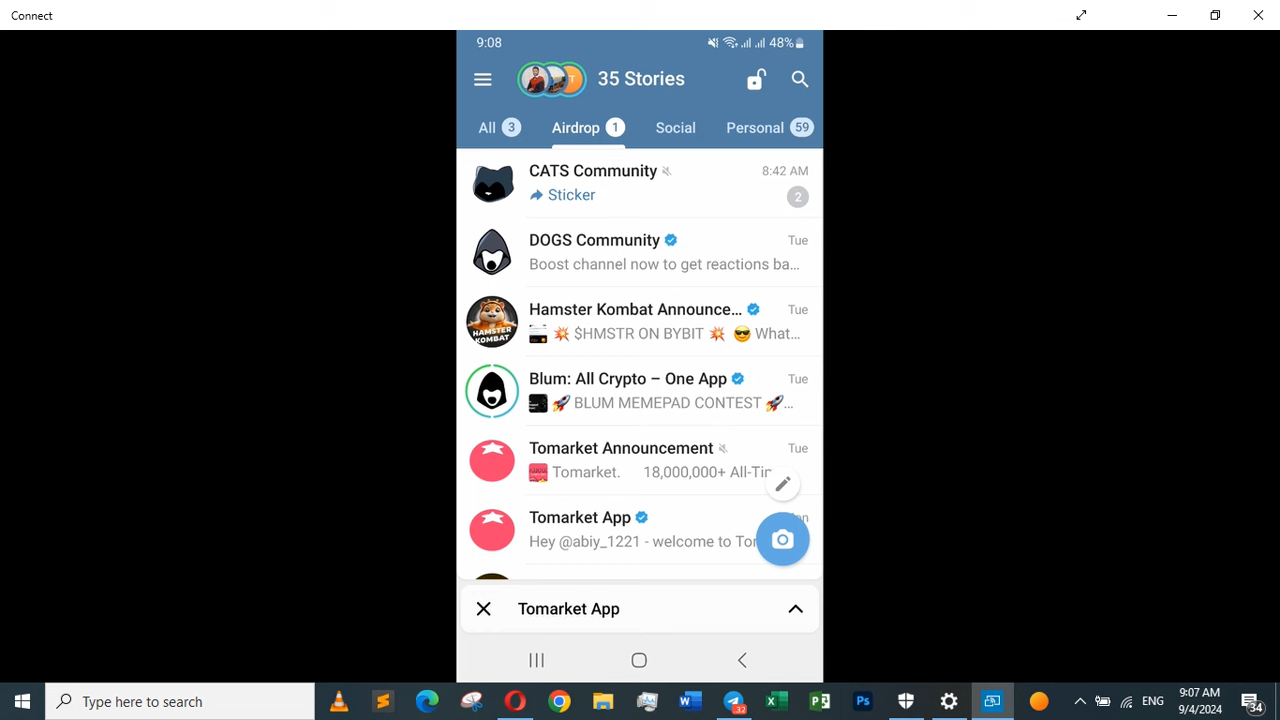 Connect
9:08
48%
35 Stories
All 3
Airdrop 1
Social
Personal 59
CATS Community
8:42 AM
Sticker
2
DOGS Community
Tue
Boost channel now to get reactions ba...
HAMSTER KOMBAT
Hamster Kombat Announce...
Tue
$HMSTR ON BYBIT 💥 😎 What...
Blum: All Crypto – One App
Tue
🚀 BLUM MEMEPAD CONTEST 🚀...
Tomarket Announcement
Tue
Tomarket. 18,000,000+ All-Tin
Tomarket App
Hey @abiy_1221 - welcome to Tor
Tomarket App
Type here to search
32
ENG
9:07 AM
9/4/2024
34